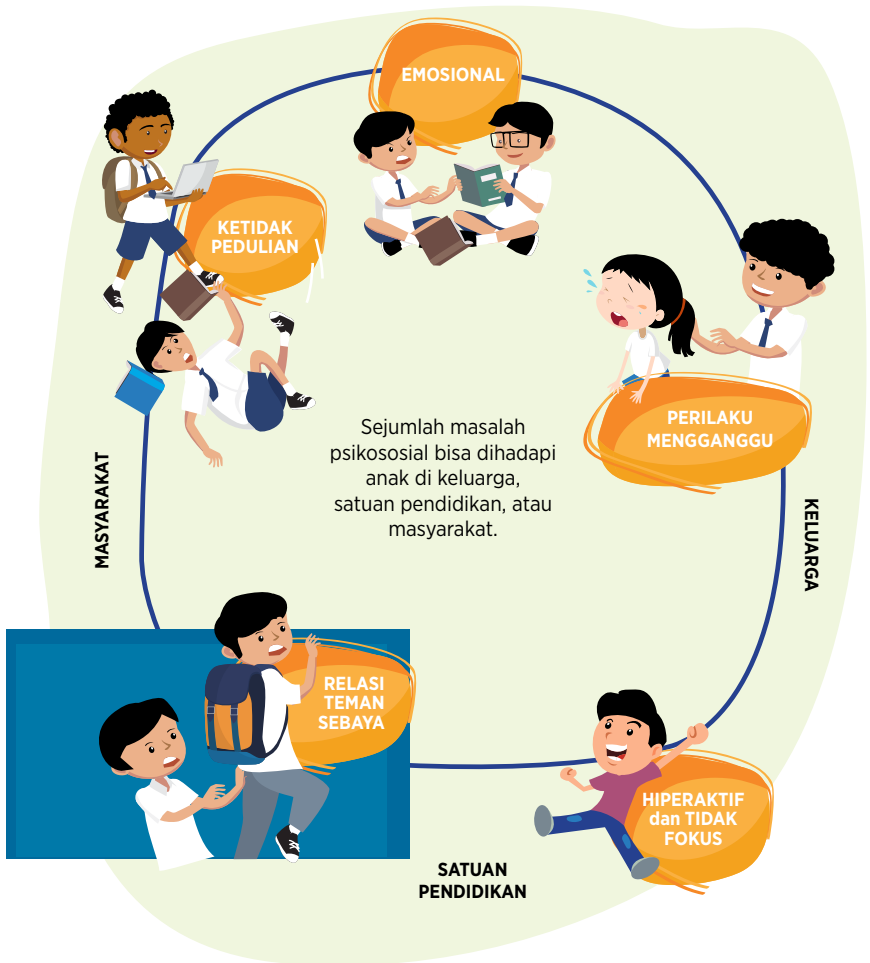 EMOSIONAL
KETIDAK
PEDULIAN
PERILAKU
MENGGANGGU
Sejumlah masalah
psikososial bisa dihadapi
anak di keluarga,
satuan pendidikan, atau
masyarakat.
MASYARAKAT
KELUARGA
RELASI
TEMAN
SEBAYA
HIPERAKTIF
dan TIDAK
FOKUS
SATUAN
PENDIDIKAN